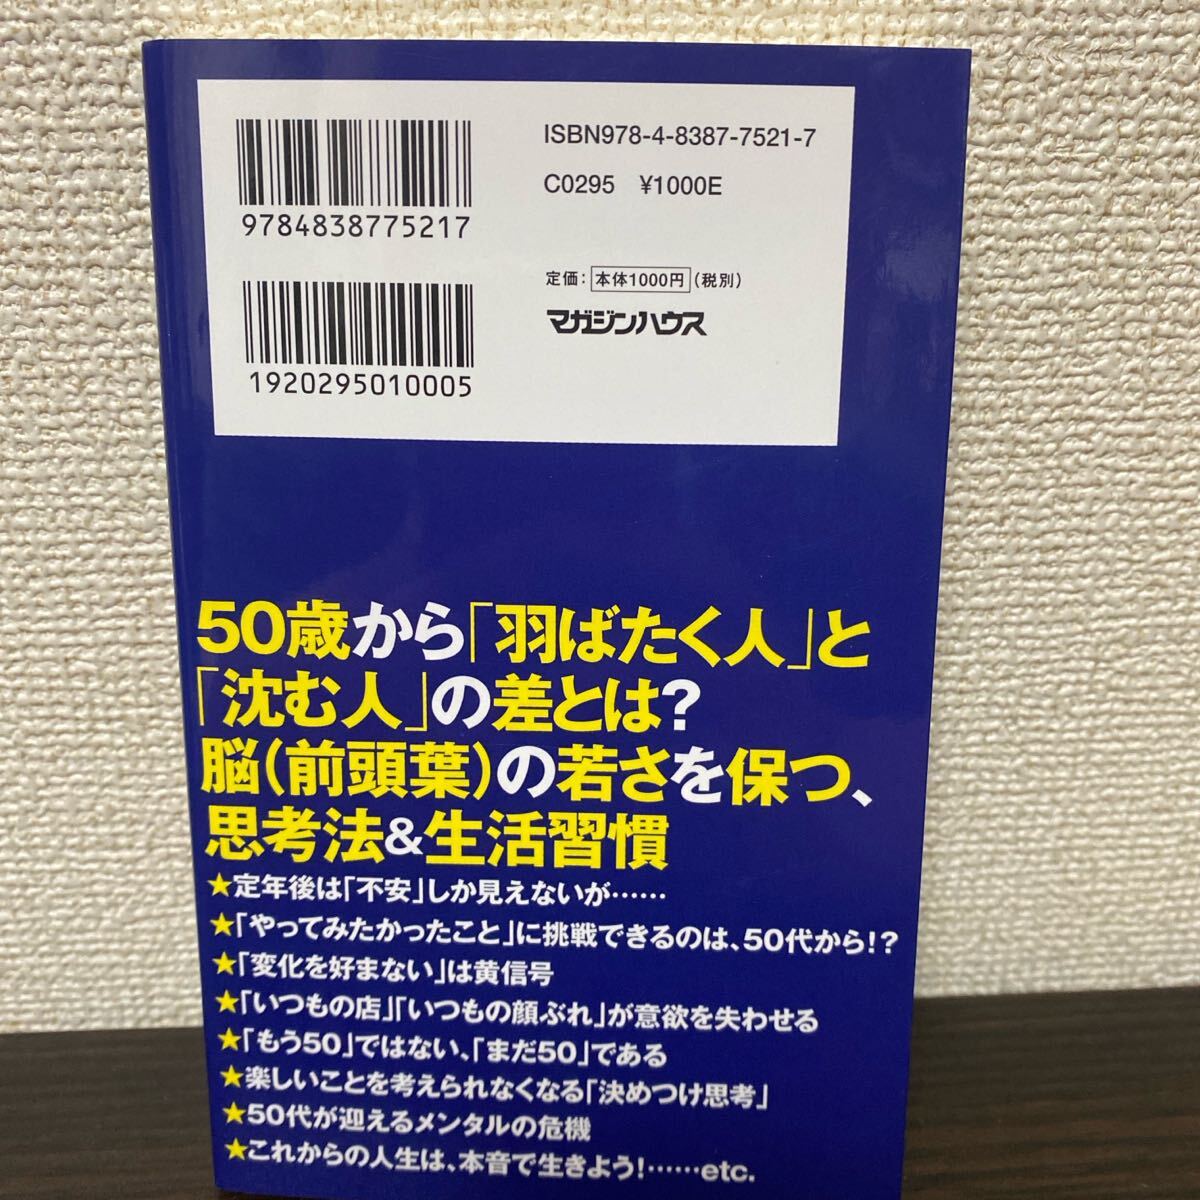 9784838775217
1920295010005
ISBN978-4-8387-7521-7
C0295 ¥1000E
定価：本体1000円（税別）
マガジンハウス
50歳から「羽ばたく人」と
「沈む人」の差とは？
脳（前頭葉）の若さを保つ、
思考法&生活習慣
★定年後は「不安」しか見えないが……
★「やってみたかったこと」に挑戦できるのは、50代から！？
★「変化を好まない」は黄信号
★「いつもの店」「いつもの顔ぶれ」が意欲を失わせる
★「もう50」ではない、「まだ50」である
★楽しいことを考えられなくなる「決めつけ思考」
★50代が迎えるメンタルの危機
★これからの人生は、本音で生きよう！……etc.